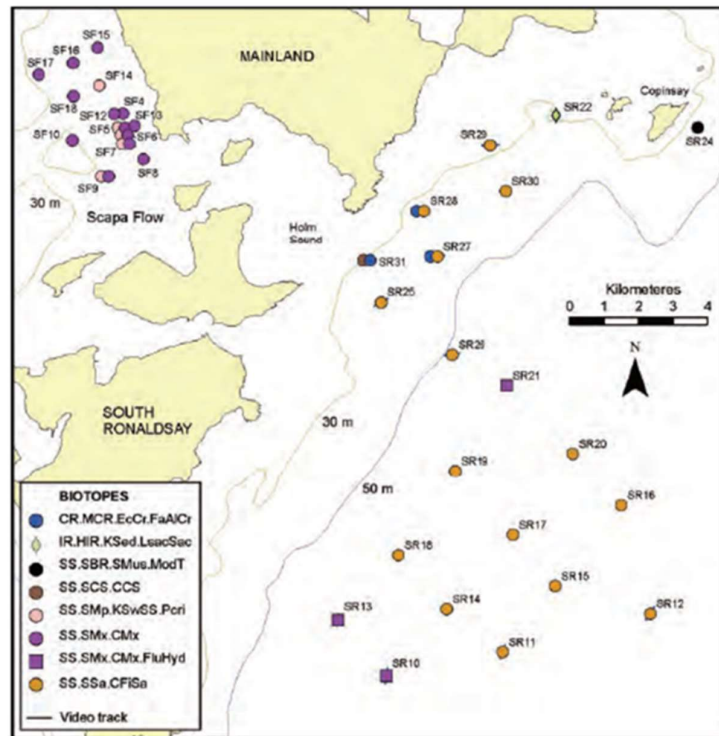 SF15
SF16
MAINLAND
SF17
SF14
Copinsay
SR22
SF18
SF4
SF12
SF13
SF5
SF10
SF6
SR24
SR29
SF7
SF8
SF9
SR30
30 m
Scapa Flow
SR28
Holm
Sound
SR27
SR31
Kilometeres
0 1 2 3 4
SR25
N
SR26
SR21
SOUTH
RONALDSAY
30 m
SR20
SR19
50 m
SR16
BIOTOPES
CR.MCR.EcCr.FaAlCr
SR17
IR.HIR.KSed.LsacSac
SR18
SS.SBR.SMus.ModT
SR15
SS.SCS.CCS
SR14
SR12
SS.SMp.KSwSS.Pcri
SR13
SS.SMx.CMx
SR11
SS.SMx.CMx.FluHyd
SR10
SS.SSa.CFiSa
Video track